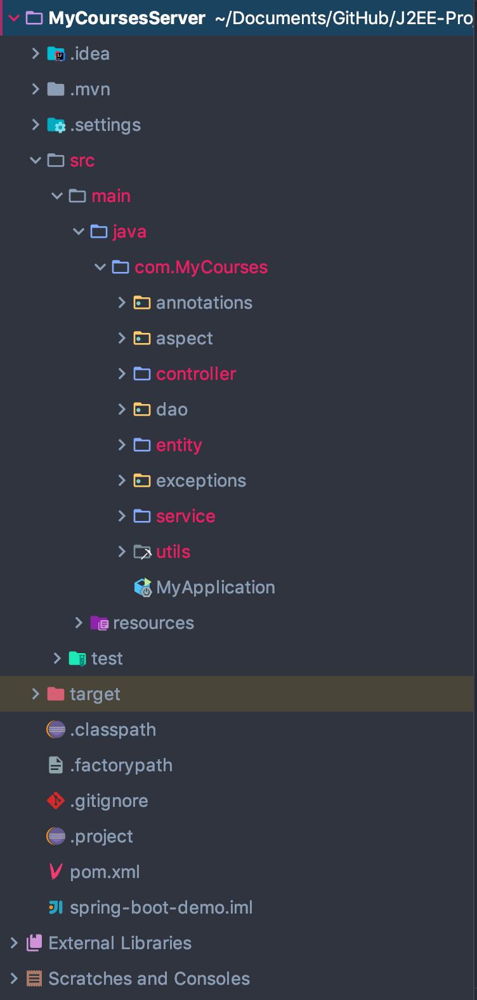 MyCoursesServer ~/Documents/GitHub/J2EE-Pro
.idea
.mvn
.settings
src
main
java
com.MyCourses
annotations
aspect
controller
dao
entity
exceptions
service
utils
MyApplication
resources
test
target
.classpath
.factorypath
.gitignore
.project
pom.xml
spring-boot-demo.iml
External Libraries
Scratches and Consoles